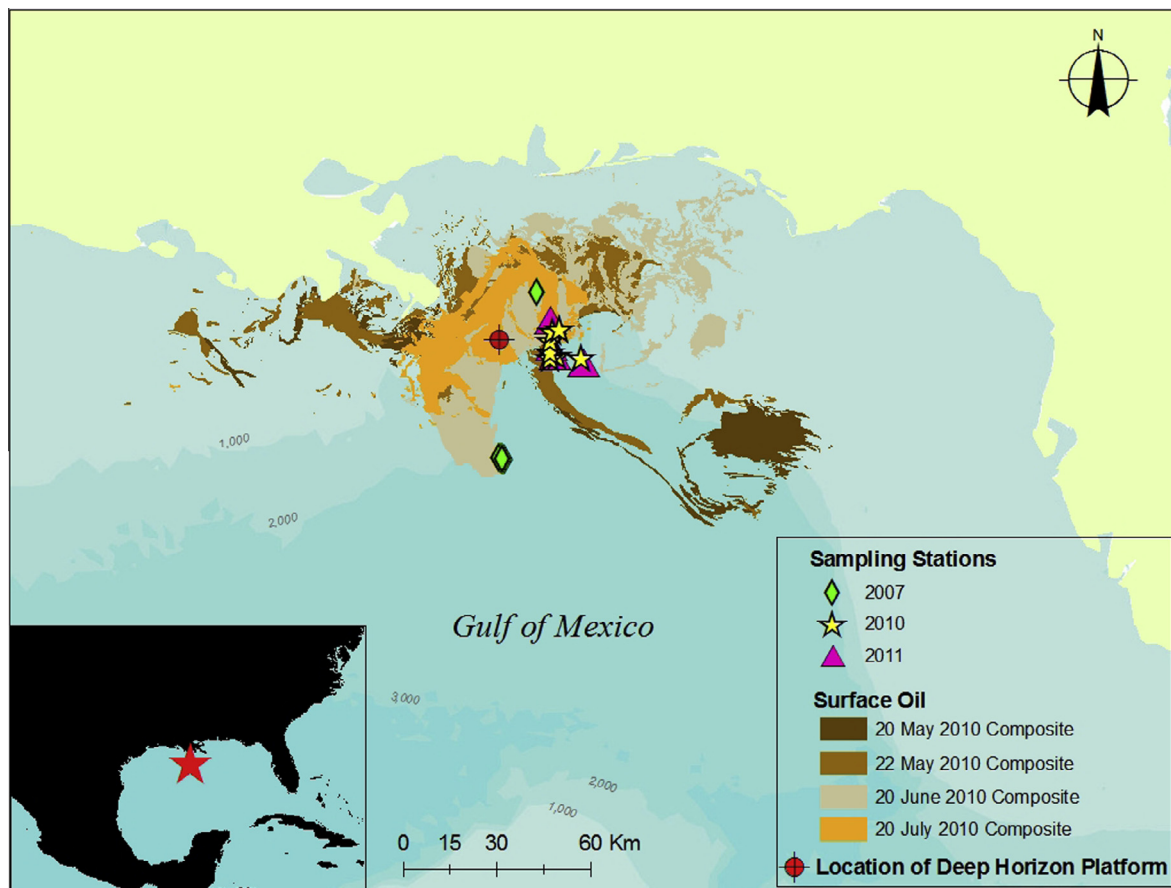 N
1,000
2,000
Gulf of Mexico
3,000
2,000
1,000
0 15 30 60 Km
Sampling Stations
2007
2010
2011
Surface Oil
20 May 2010 Composite
22 May 2010 Composite
20 June 2010 Composite
20 July 2010 Composite
Location of Deep Horizon Platform